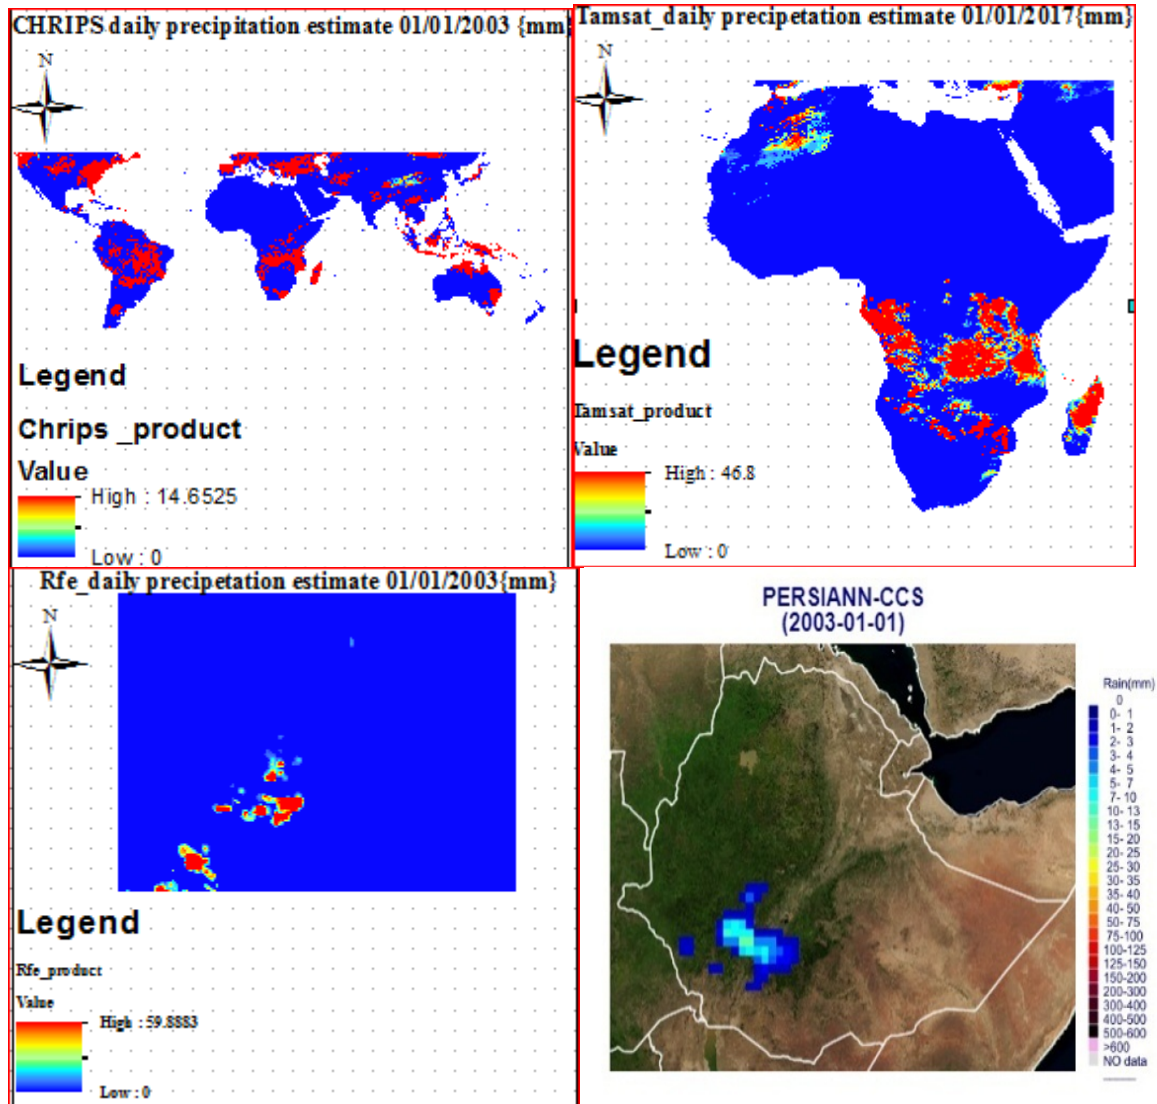 CHRIPS daily precipitation estimate 01/01/2003 {mm}
N
Legend
Chrips _product
Value
High : 14.6525
Low : 0
Tamsat_daily precipetation estimate 01/01/2017{mm}
N
Legend
Tamsat_product
Value
High : 46.8
Low : 0
Rfe_daily precipetation estimate 01/01/2003{mm}
N
Legend
Rfe_product
Value
High : 59.8883
Low : 0
PERSIANN-CCS
(2003-01-01)
Rain(mm)
0
0- 1
1- 2
2- 3
3- 4
4- 5
5- 7
7- 10
10- 13
13- 15
15- 20
20- 25
25- 30
30- 35
35- 40
40- 50
50- 75
75-100
100-125
125-150
150-200
200-300
300-400
400-500
500-600
>600
NO data